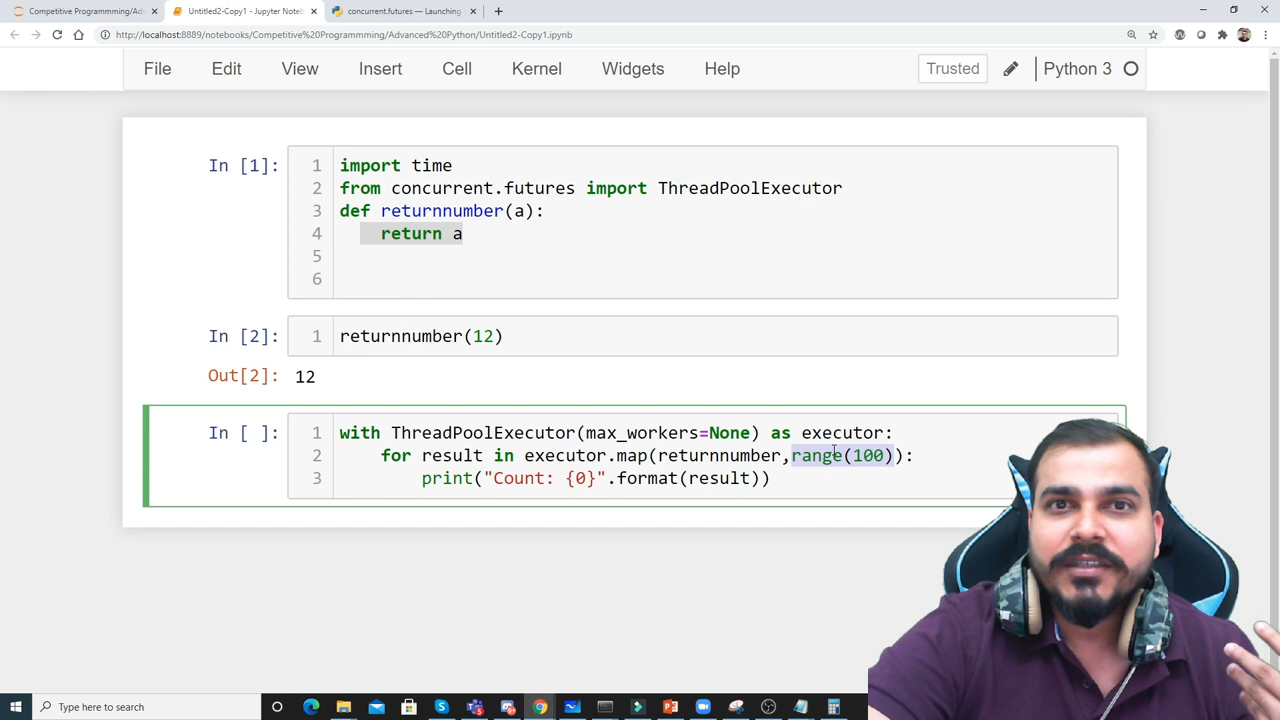 Competitive Programmming/Ad
Untitled2-Copy1 - Jupyter Noteb
concurrent.futures — Launching
http://localhost:8889/notebooks/Competitive%20Programmming/Advanced%20Python/Untitled2-Copy1.ipynb
File Edit View Insert Cell Kernel Widgets Help Trusted Python 3
In [1]:
1 import time
2 from concurrent.futures import ThreadPoolExecutor
3 def returnnumber(a):
4 return a
5
6
In [2]: 1 returnnumber(12)
Out[2]: 12
In [ ]: 1 with ThreadPoolExecutor(max_workers=None) as executor:
2 for result in executor.map(returnnumber,range(100)):
3 print("Count: {0}".format(result))
Type here to search